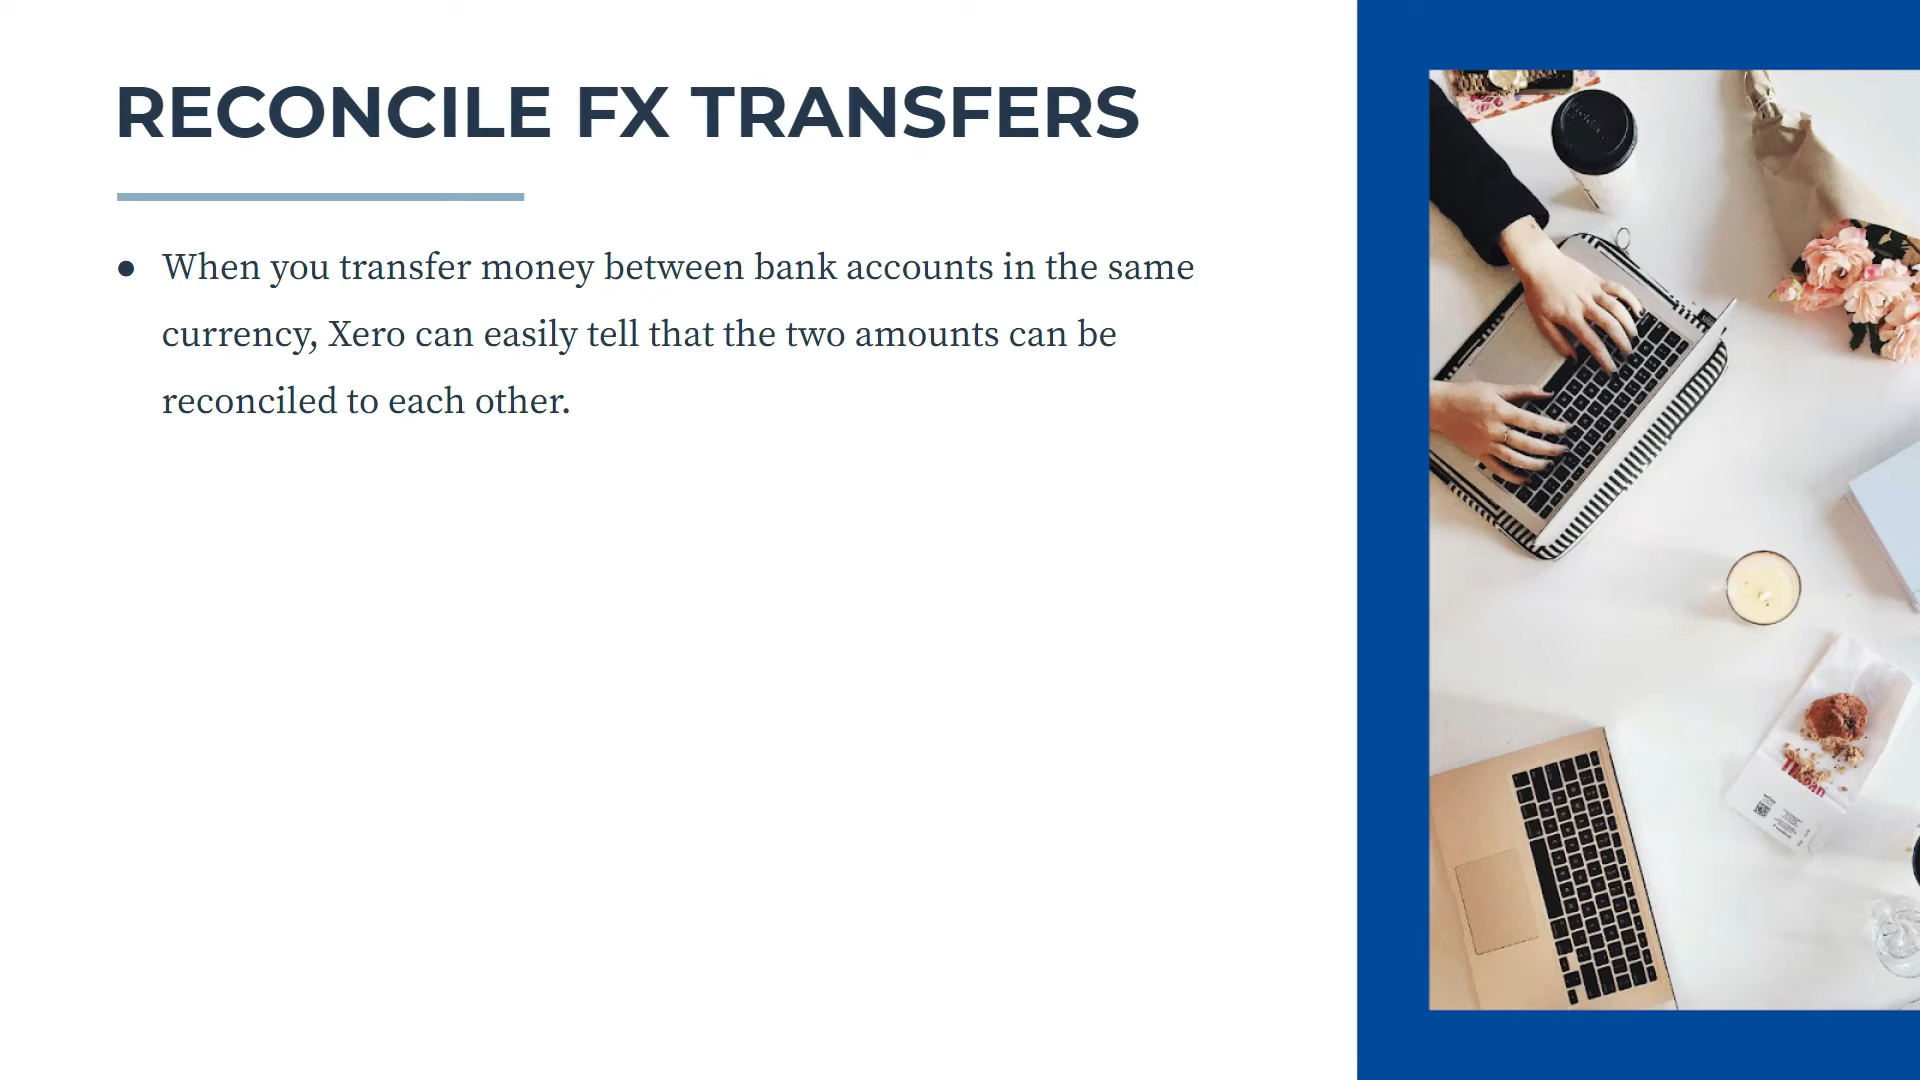 RECONCILE FX TRANSFERS
● When you transfer money between bank accounts in the same
currency, Xero can easily tell that the two amounts can be
reconciled to each other.